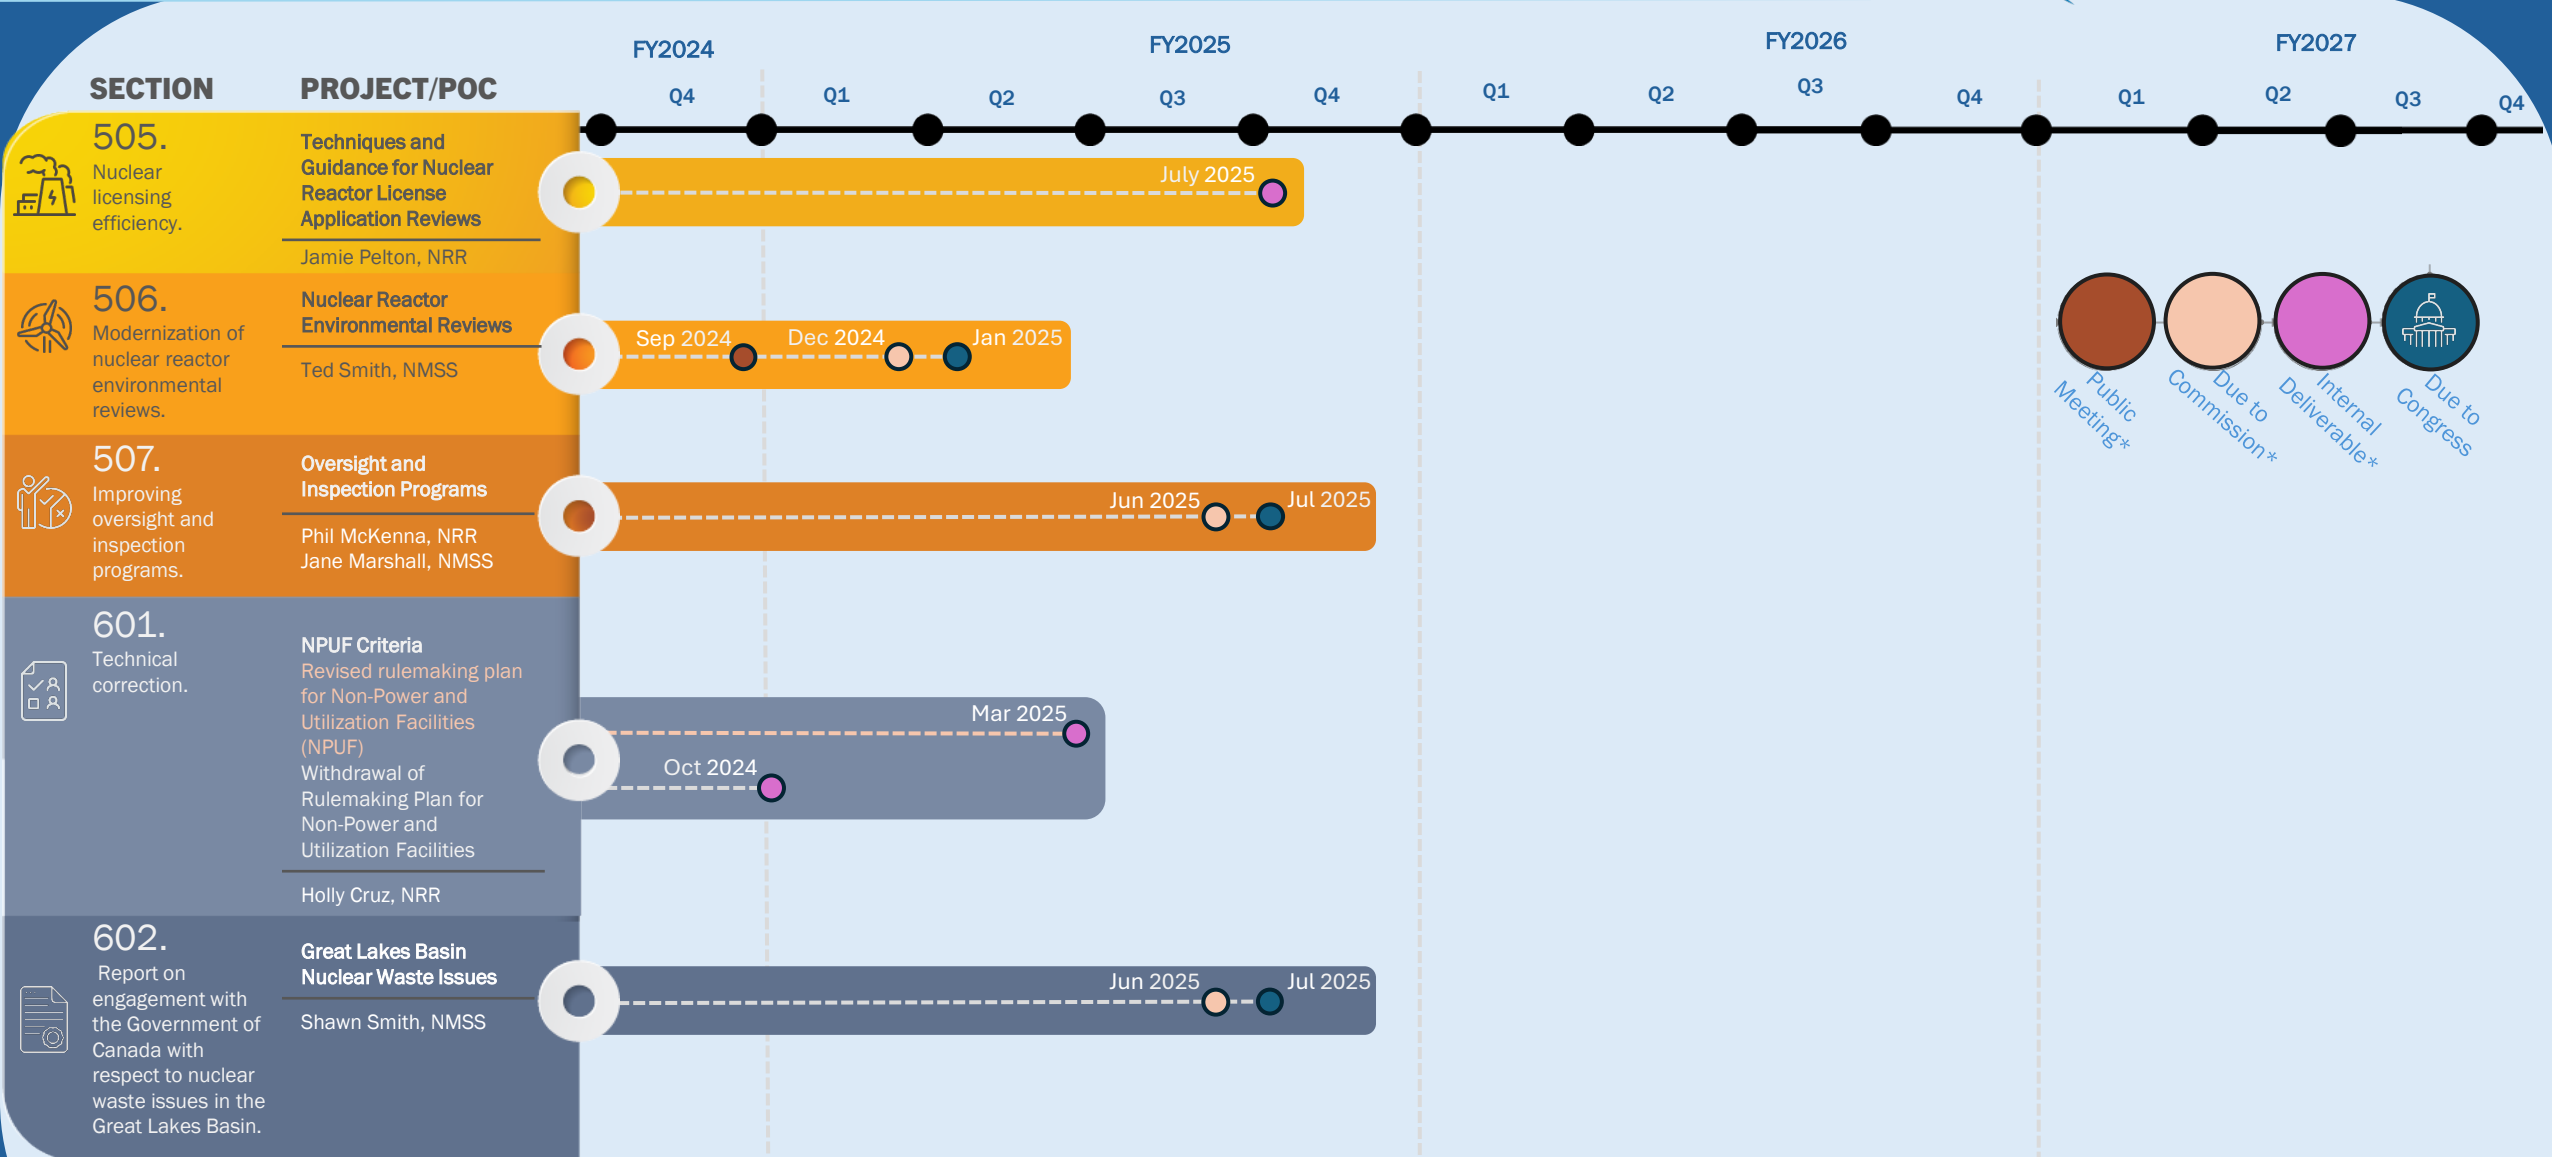 FY2024
FY2025
FY2026
FY2027
SECTION
PROJECT/POC
Q4
Q1
Q2
Q3
Q4
Q1
Q2
Q3
Q4
Q1
Q2
Q3
Q4
505.
Nuclear
licensing
efficiency.
Techniques and
Guidance for Nuclear
Reactor License
Application Reviews
Jamie Pelton, NRR
July 2025
506.
Modernization of
nuclear reactor
environmental
reviews.
Nuclear Reactor
Environmental Reviews
Ted Smith, NMSS
Sep 2024
Dec 2024
Jan 2025
Public
Meeting*
Due to
Commission*
Internal
Deliverable*
Due to
Congress
507.
Improving
oversight and
inspection
programs.
Oversight and
Inspection Programs
Phil McKenna, NRR
Jane Marshall, NMSS
Jun 2025
Jul 2025
601.
Technical
correction.
NPUF Criteria
Revised rulemaking plan
for Non-Power and
Utilization Facilities
(NPUF)
Withdrawal of
Rulemaking Plan for
Non-Power and
Utilization Facilities
Holly Cruz, NRR
Mar 2025
Oct 2024
602.
Report on
engagement with
the Government of
Canada with
respect to nuclear
waste issues in the
Great Lakes Basin.
Great Lakes Basin
Nuclear Waste Issues
Shawn Smith, NMSS
Jun 2025
Jul 2025